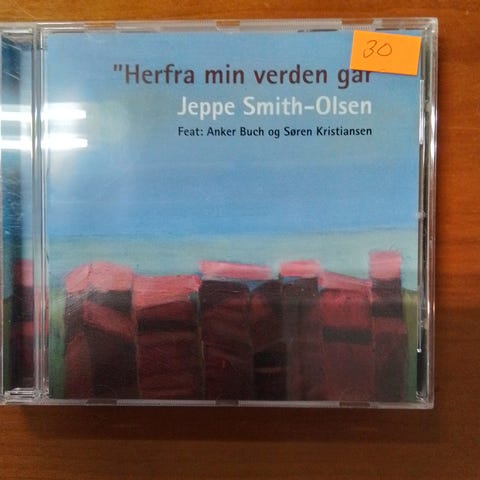 30
"Herfra min verden går
Jeppe Smith-Olsen
Feat: Anker Buch og Søren Kristiansen